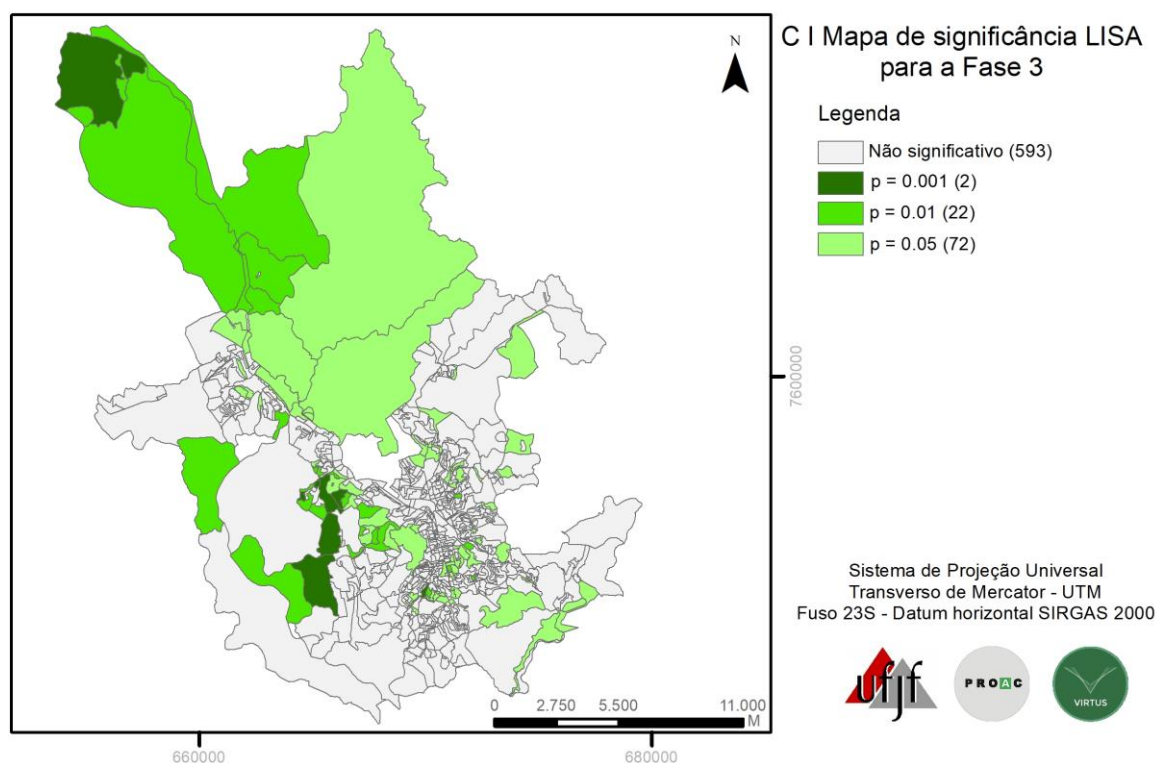 C I Mapa de significância LISA
para a Fase 3
N
Legenda
Não significativo (593)
p = 0.001 (2)
p = 0.01 (22)
p = 0.05 (72)
7600000
Sistema de Projeção Universal
Transverso de Mercator - UTM
Fuso 23S - Datum horizontal SIRGAS 2000
ufjf
PROAC
VIRTUS
0 2.750 5.500 11.000
M
660000 680000